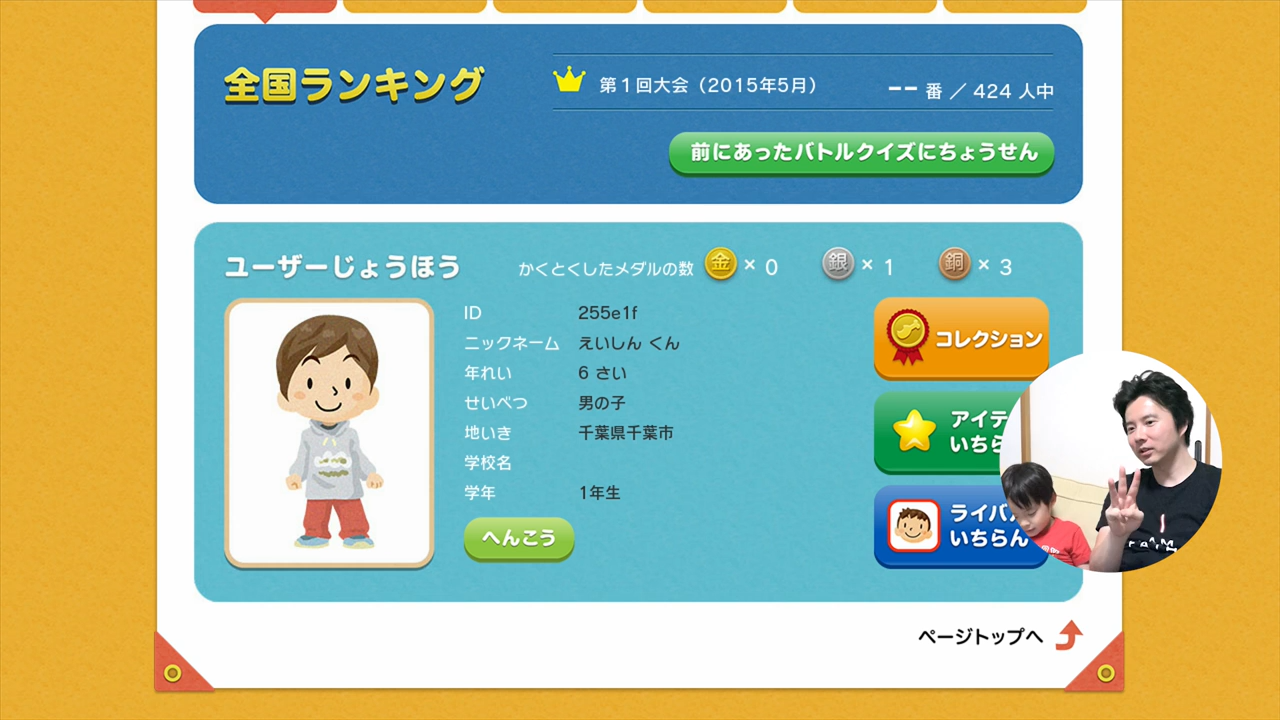 全国ランキング
第1回大会（2015年5月）
-- 番 ／ 424 人中
前にあったバトルクイズにちょうせん
ユーザーじょうほう
かくとくしたメダルの数 金 × 0 銀 × 1 銅 × 3
ID 255e1f
ニックネーム えいしん くん
年れい 6 さい
せいべつ 男の子
地いき 千葉県千葉市
学校名
学年 1年生
へんこう
コレクション
アイテ
いちら
ライバ
いちらん
ページトップへ